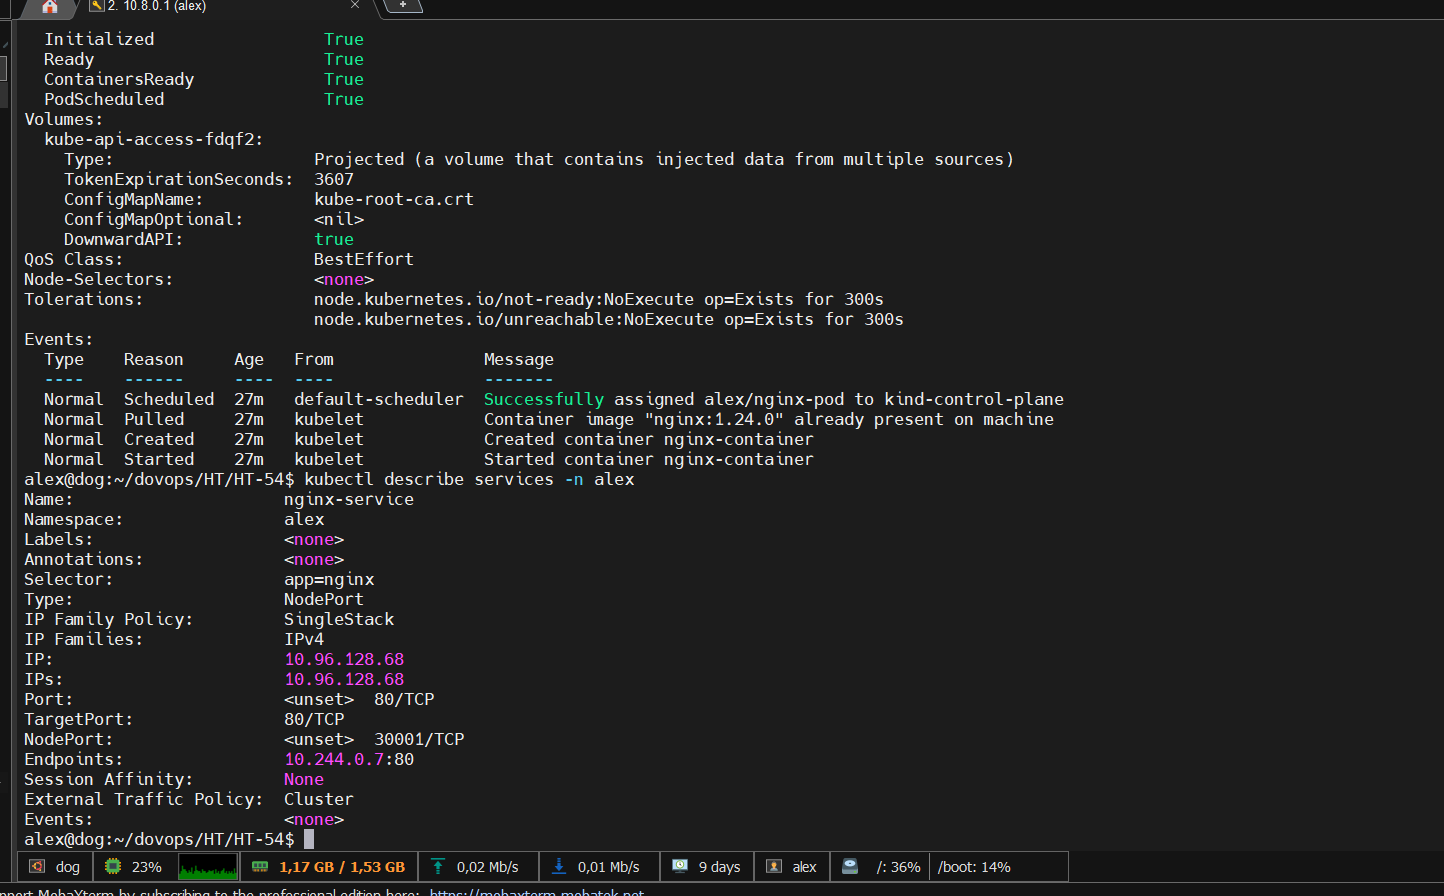 2. 10.8.0.1 (alex)
Initialized True
Ready True
ContainersReady True
PodScheduled True
Volumes:
kube-api-access-fdqf2:
Type: Projected (a volume that contains injected data from multiple sources)
TokenExpirationSeconds: 3607
ConfigMapName: kube-root-ca.crt
ConfigMapOptional: <nil>
DownwardAPI: true
QoS Class: BestEffort
Node-Selectors: <none>
Tolerations: node.kubernetes.io/not-ready:NoExecute op=Exists for 300s
node.kubernetes.io/unreachable:NoExecute op=Exists for 300s
Events:
Type Reason Age From Message
---- ------ ---- ---- -------
Normal Scheduled 27m default-scheduler Successfully assigned alex/nginx-pod to kind-control-plane
Normal Pulled 27m kubelet Container image "nginx:1.24.0" already present on machine
Normal Created 27m kubelet Created container nginx-container
Normal Started 27m kubelet Started container nginx-container
alex@dog:~/dovops/HT/HT-54$ kubectl describe services -n alex
Name: nginx-service
Namespace: alex
Labels: <none>
Annotations: <none>
Selector: app=nginx
Type: NodePort
IP Family Policy: SingleStack
IP Families: IPv4
IP: 10.96.128.68
IPs: 10.96.128.68
Port: <unset> 80/TCP
TargetPort: 80/TCP
NodePort: <unset> 30001/TCP
Endpoints: 10.244.0.7:80
Session Affinity: None
External Traffic Policy: Cluster
Events: <none>
alex@dog:~/dovops/HT/HT-54$
dog 23% 1,17 GB / 1,53 GB 0,02 Mb/s 0,01 Mb/s 9 days alex /: 36% /boot: 14%
MobaXterm by subscribing to the professional edition here: https://mobaxterm.mobatek.net